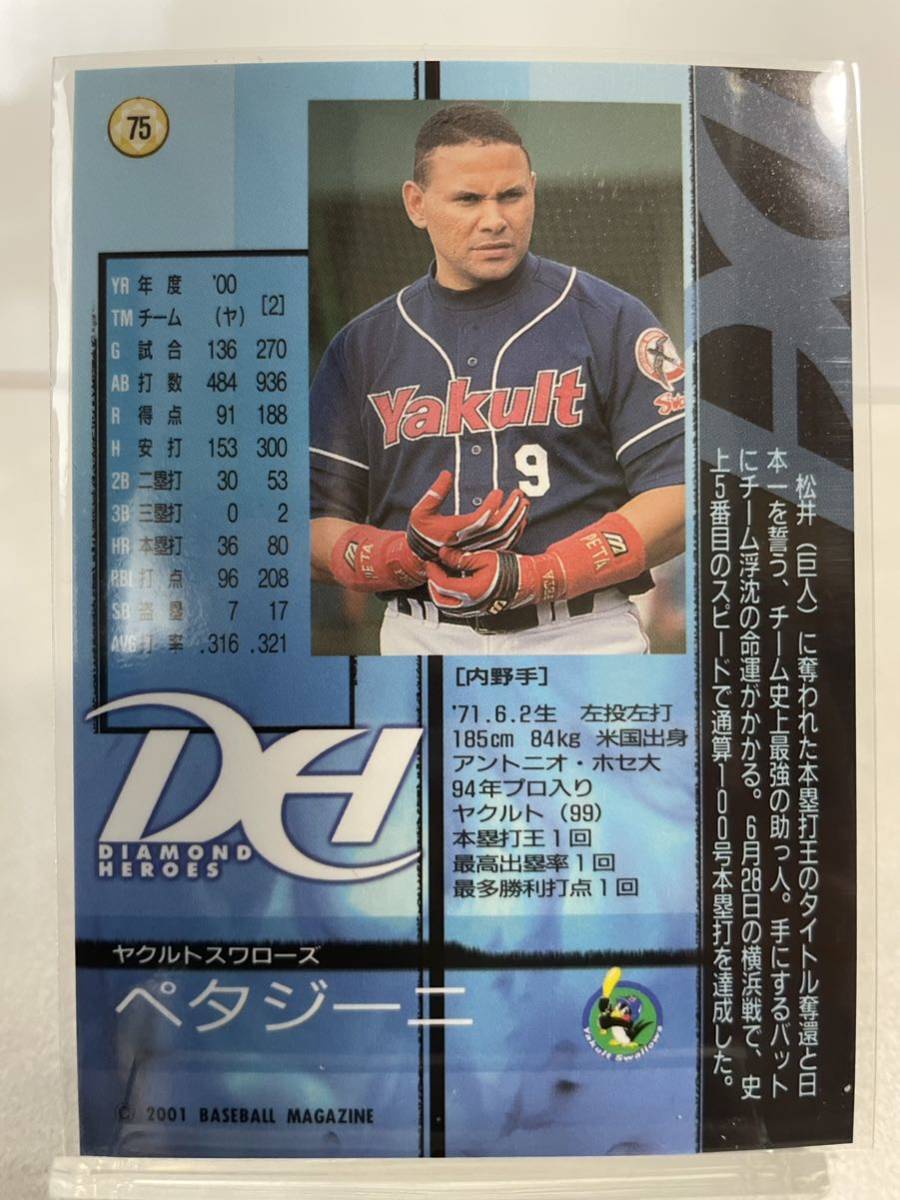 75
YR 年度 '00 [2]
TM チーム (ヤ)
G 試合 136 270
AB 打数 484 936
R 得点 91 188
H 安打 153 300
2B 二塁打 30 53
3B 三塁打 0 2
HR 本塁打 36 80
RBI 打点 96 208
SB 盗塁 7 17
AVG 打率 .316 .321
Yakult
9
PETA
PETA
[内野手]
'71.6.2生 左投左打
185cm 84kg 米国出身
アントニオ・ホセ大
94年プロ入り
ヤクルト(99)
本塁打王1回
最高出塁率1回
最多勝利打点1回
松井(巨人)に奪われた本塁打王のタイトル奪還と日
本一を誓う、チーム史上最強の助っ人。手にするバット
にチーム浮沈の命運がかかる。6月28日の横浜戦で、史
上5番目のスピードで通算100号本塁打を達成した。
DH
DIAMOND
HEROES
ヤクルトスワローズ
ペタジーニ
Yakult Swallows
© 2001 BASEBALL MAGAZINE